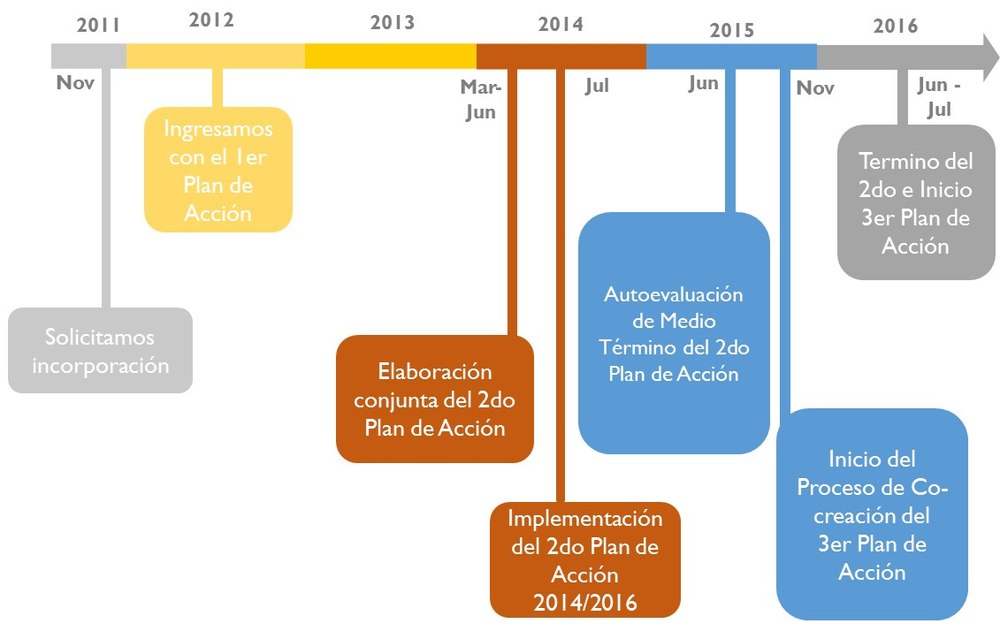 2011
2012
2013
2014
2015
2016
Nov
Mar-
Jun
Jul
Jun
Nov
Jun -
Jul
Ingresamos
con el 1er
Plan de
Acción
Solicitamos
incorporación
Elaboración
conjunta del 2do
Plan de Acción
Implementación
del 2do Plan de
Acción
2014/2016
Autoevaluación
de Medio
Término del 2do
Plan de Acción
Inicio del
Proceso de Co-
creación del
3er Plan de
Acción
Termino del
2do e Inicio
3er Plan de
Acción